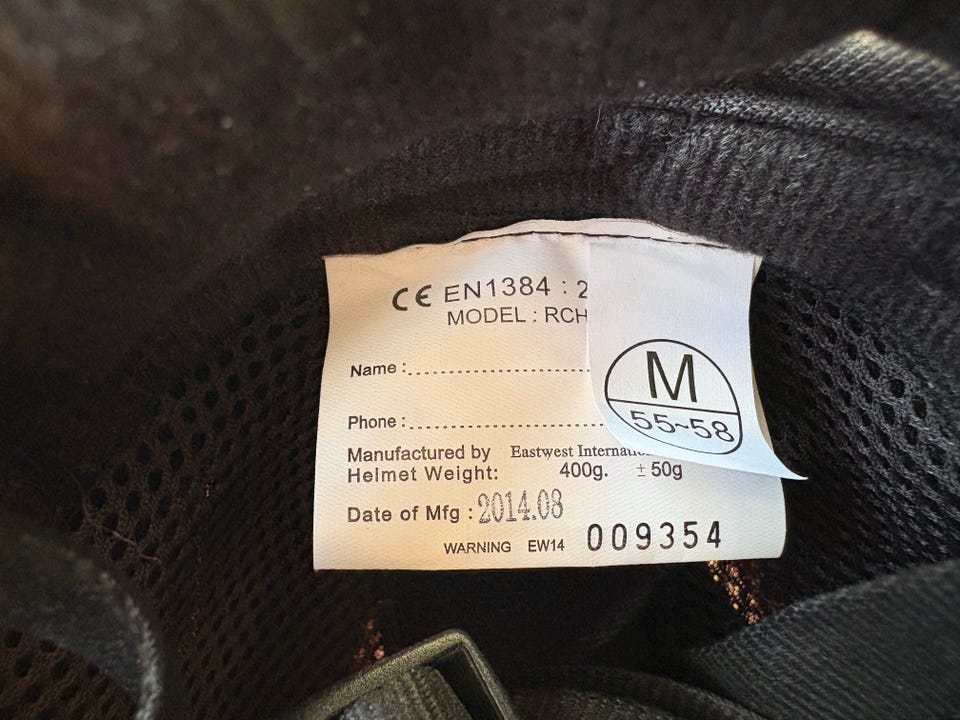 CE EN1384 : 2
MODEL : RCH
Name :
Phone :
M
55~58
Manufactured by Eastwest
Helmet Weight: 400g. ± 50g
Date of Mfg : 2014.08
WARNING EW14 009354